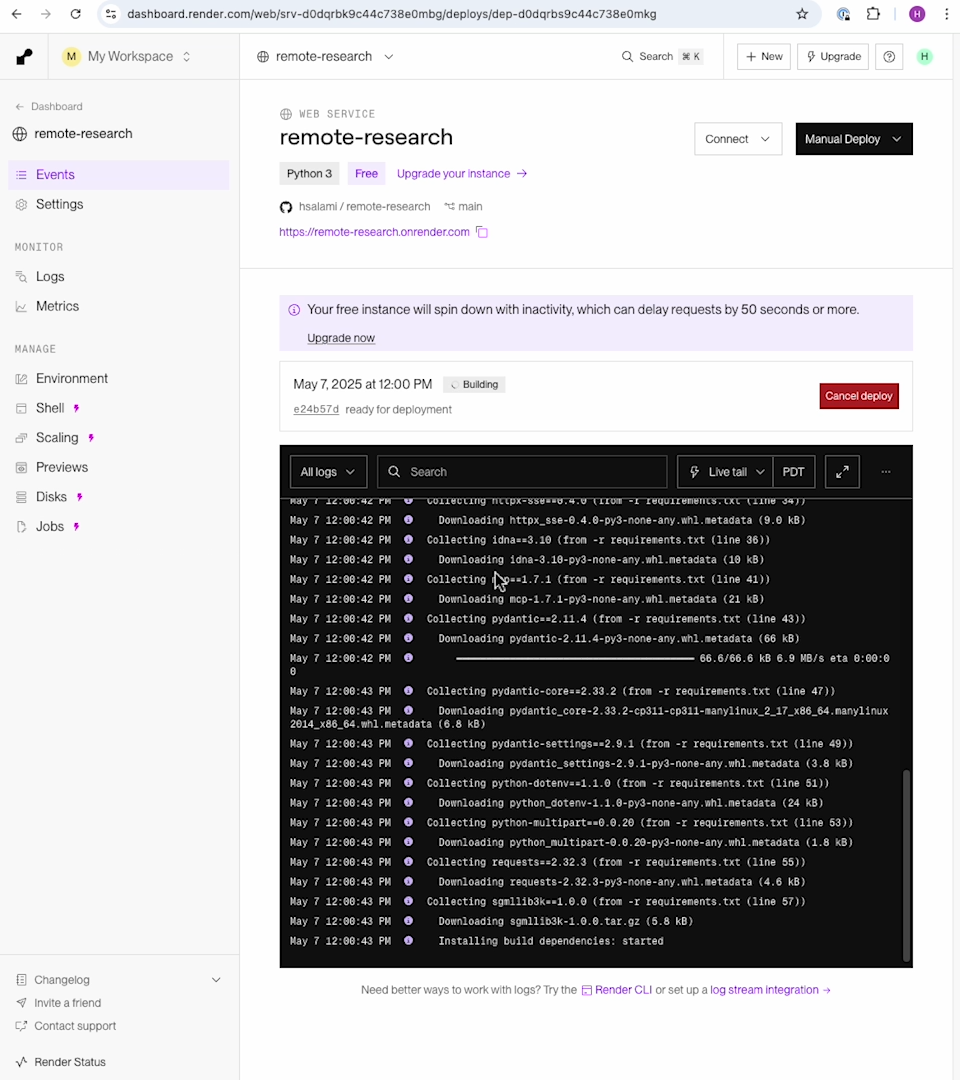 dashboard.render.com/web/srv-d0dqrbk9c44c738e0mbg/deploys/dep-d0dqrbs9c44c738e0mkg
H
M My Workspace
remote-research
Search ⌘ K
+ New
Upgrade
H
← Dashboard
remote-research
Events
Settings
MONITOR
Logs
Metrics
MANAGE
Environment
Shell
Scaling
Previews
Disks
Jobs
Changelog
Invite a friend
Contact support
Render Status
WEB SERVICE
remote-research
Connect
Manual Deploy
Python 3 Free Upgrade your instance →
hsalami / remote-research main
https://remote-research.onrender.com
Your free instance will spin down with inactivity, which can delay requests by 50 seconds or more.
Upgrade now
May 7, 2025 at 12:00 PM Building
e24b57d ready for deployment
Cancel deploy
All logs Search Live tail PDT ...
May 7 12:00:42 PM Collecting httpx-sse==0.4.0 (from -r requirements.txt (line 34))
May 7 12:00:42 PM Downloading httpx_sse-0.4.0-py3-none-any.whl.metadata (9.0 kB)
May 7 12:00:42 PM Collecting idna==3.10 (from -r requirements.txt (line 36))
May 7 12:00:42 PM Downloading idna-3.10-py3-none-any.whl.metadata (10 kB)
May 7 12:00:42 PM Collecting mcp==1.7.1 (from -r requirements.txt (line 41))
May 7 12:00:42 PM Downloading mcp-1.7.1-py3-none-any.whl.metadata (21 kB)
May 7 12:00:42 PM Collecting pydantic==2.11.4 (from -r requirements.txt (line 43))
May 7 12:00:42 PM Downloading pydantic-2.11.4-py3-none-any.whl.metadata (66 kB)
May 7 12:00:42 PM 66.6/66.6 kB 6.9 MB/s eta 0:00:0
0
May 7 12:00:43 PM Collecting pydantic-core==2.33.2 (from -r requirements.txt (line 47))
May 7 12:00:43 PM Downloading pydantic_core-2.33.2-cp311-cp311-manylinux_2_17_x86_64.manylinux
2014_x86_64.whl.metadata (6.8 kB)
May 7 12:00:43 PM Collecting pydantic-settings==2.9.1 (from -r requirements.txt (line 49))
May 7 12:00:43 PM Downloading pydantic_settings-2.9.1-py3-none-any.whl.metadata (3.8 kB)
May 7 12:00:43 PM Collecting python-dotenv==1.1.0 (from -r requirements.txt (line 51))
May 7 12:00:43 PM Downloading python_dotenv-1.1.0-py3-none-any.whl.metadata (24 kB)
May 7 12:00:43 PM Collecting python-multipart==0.0.20 (from -r requirements.txt (line 53))
May 7 12:00:43 PM Downloading python_multipart-0.0.20-py3-none-any.whl.metadata (1.8 kB)
May 7 12:00:43 PM Collecting requests==2.32.3 (from -r requirements.txt (line 55))
May 7 12:00:43 PM Downloading requests-2.32.3-py3-none-any.whl.metadata (4.6 kB)
May 7 12:00:43 PM Collecting sgmllib3k==1.0.0 (from -r requirements.txt (line 57))
May 7 12:00:43 PM Downloading sgmllib3k-1.0.0.tar.gz (5.8 kB)
May 7 12:00:43 PM Installing build dependencies: started
Need better ways to work with logs? Try the Render CLI or set up a log stream integration →